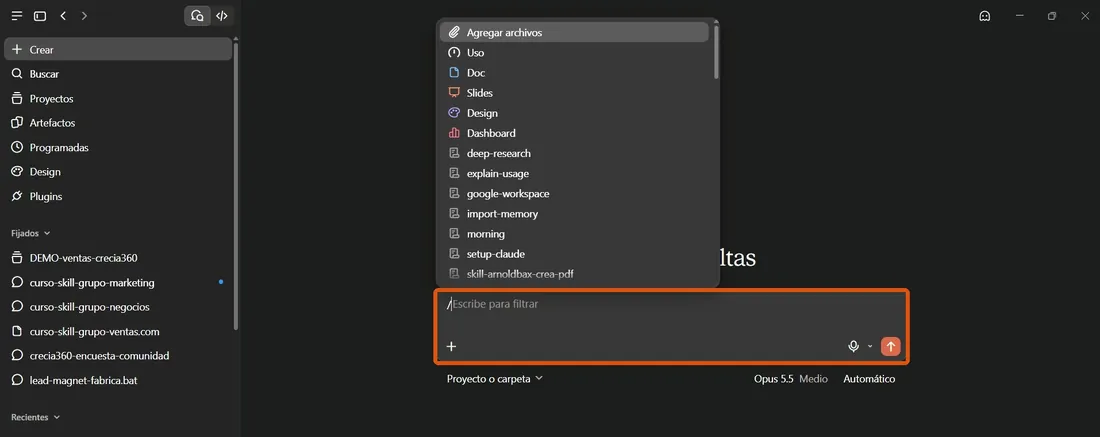 Crear
Buscar
Proyectos
Artefactos
Programadas
Design
Plugins
Fijados
DEMO-ventas-crecia360
curso-skill-grupo-marketing
curso-skill-grupo-negocios
curso-skill-grupo-ventas.com
crecia360-encuesta-comunidad
lead-magnet-fabrica.bat
Recientes
Agregar archivos
Uso
Doc
Slides
Design
Dashboard
deep-research
explain-usage
google-workspace
import-memory
morning
setup-claude
skill-arnoldbax-crea-pdf
ltas
/Escribe para filtrar
Proyecto o carpeta
Opus 5.5 Medio Automático